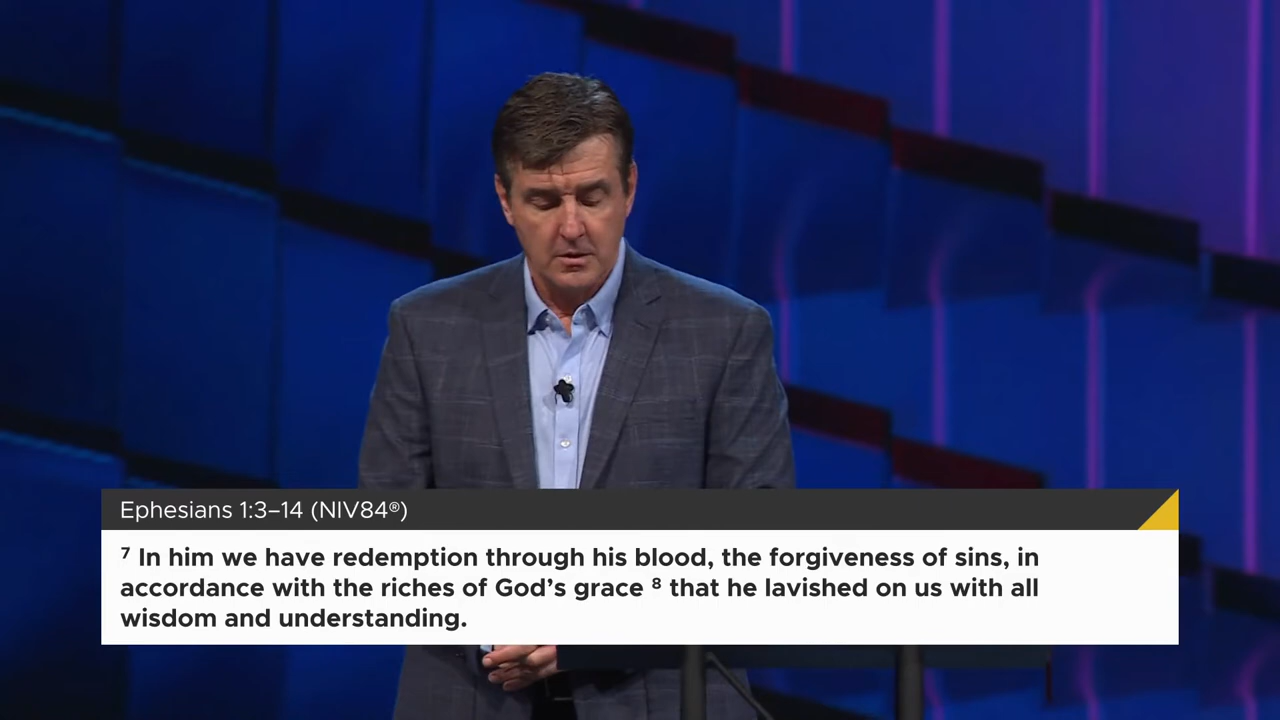 Ephesians 1:3–14 (NIV84®)
⁷ In him we have redemption through his blood, the forgiveness of sins, in
accordance with the riches of God’s grace ⁸ that he lavished on us with all
wisdom and understanding.